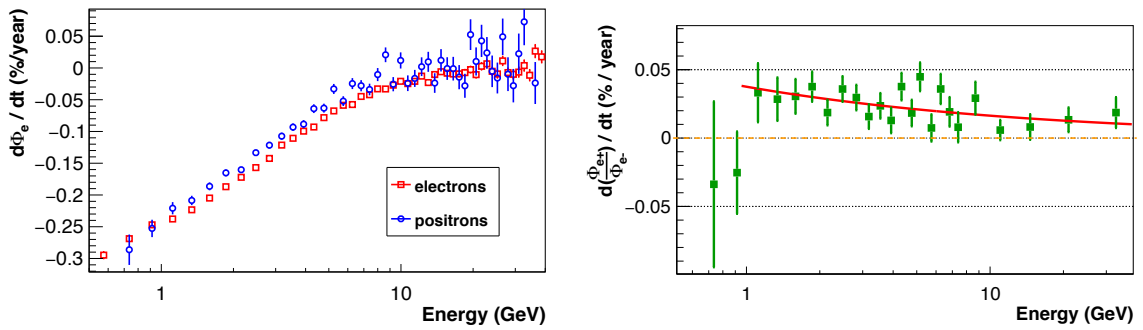 dΦe / dt (%/year)
0.05
0
−0.05
−0.1
−0.15
−0.2
−0.25
−0.3
electrons
positrons
1
10
Energy (GeV)
d(Φe+/Φe-) / dt (% / year)
0.05
0
−0.05
1
10
Energy (GeV)